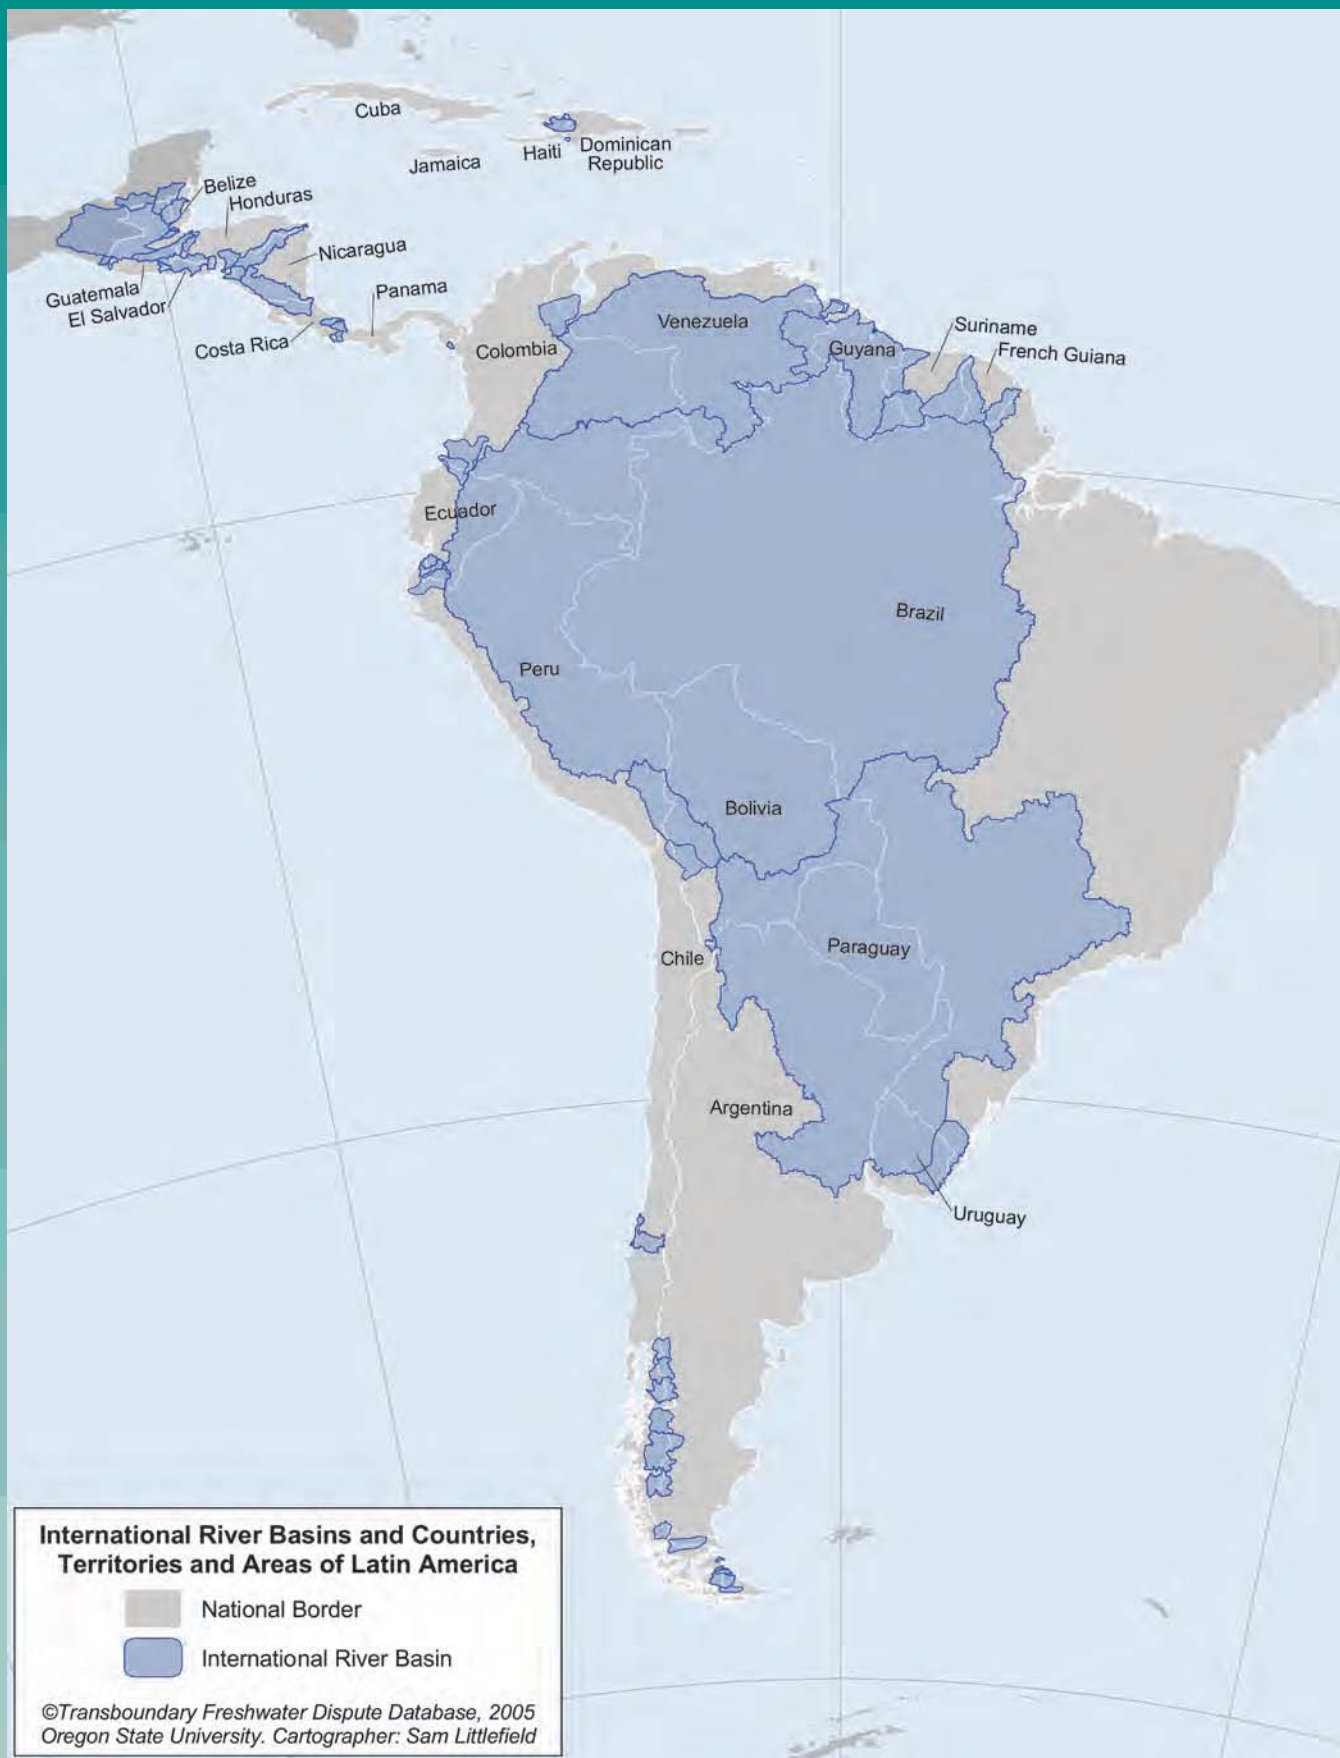 Cuba
Jamaica
Haiti
Dominican
Republic
Belize
Honduras
Nicaragua
Panama
Guatemala
El Salvador
Costa Rica
Colombia
Venezuela
Guyana
Suriname
French Guiana
Ecuador
Brazil
Peru
Bolivia
Paraguay
Chile
Argentina
Uruguay
International River Basins and Countries,
Territories and Areas of Latin America
National Border
International River Basin
©Transboundary Freshwater Dispute Database, 2005
Oregon State University. Cartographer: Sam Littlefield